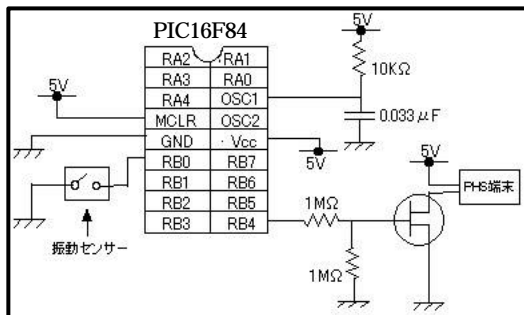 PIC16F84
5V
RA2 RA1
RA3 RA0
RA4 OSC1
MCLR OSC2
GND Vcc
RB0 RB7
RB1 RB6
RB2 RB5
RB3 RB4
5V
10KΩ
0.033μF
5V
5V
PHS端末
1MΩ
1MΩ
振動センサー